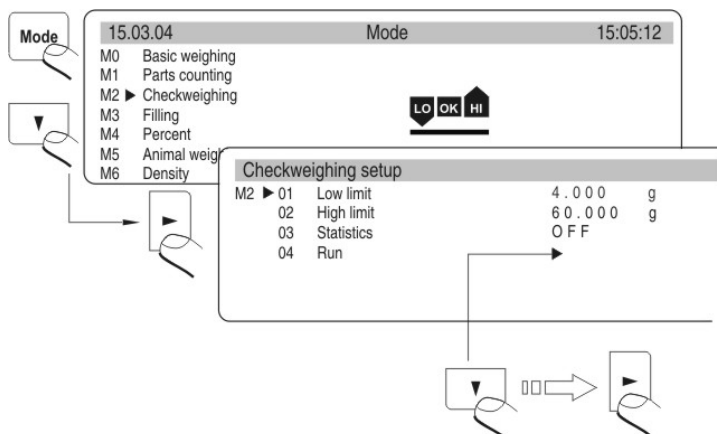 Mode
15.03.04 Mode 15:05:12
M0 Basic weighing
M1 Parts counting
M2 ▶ Checkweighing
M3 Filling
M4 Percent
M5 Animal weigh
M6 Density
LO OK HI
Checkweighing setup
M2 ▶ 01 Low limit 4.000 g
02 High limit 60.000 g
03 Statistics OFF
04 Run ▶